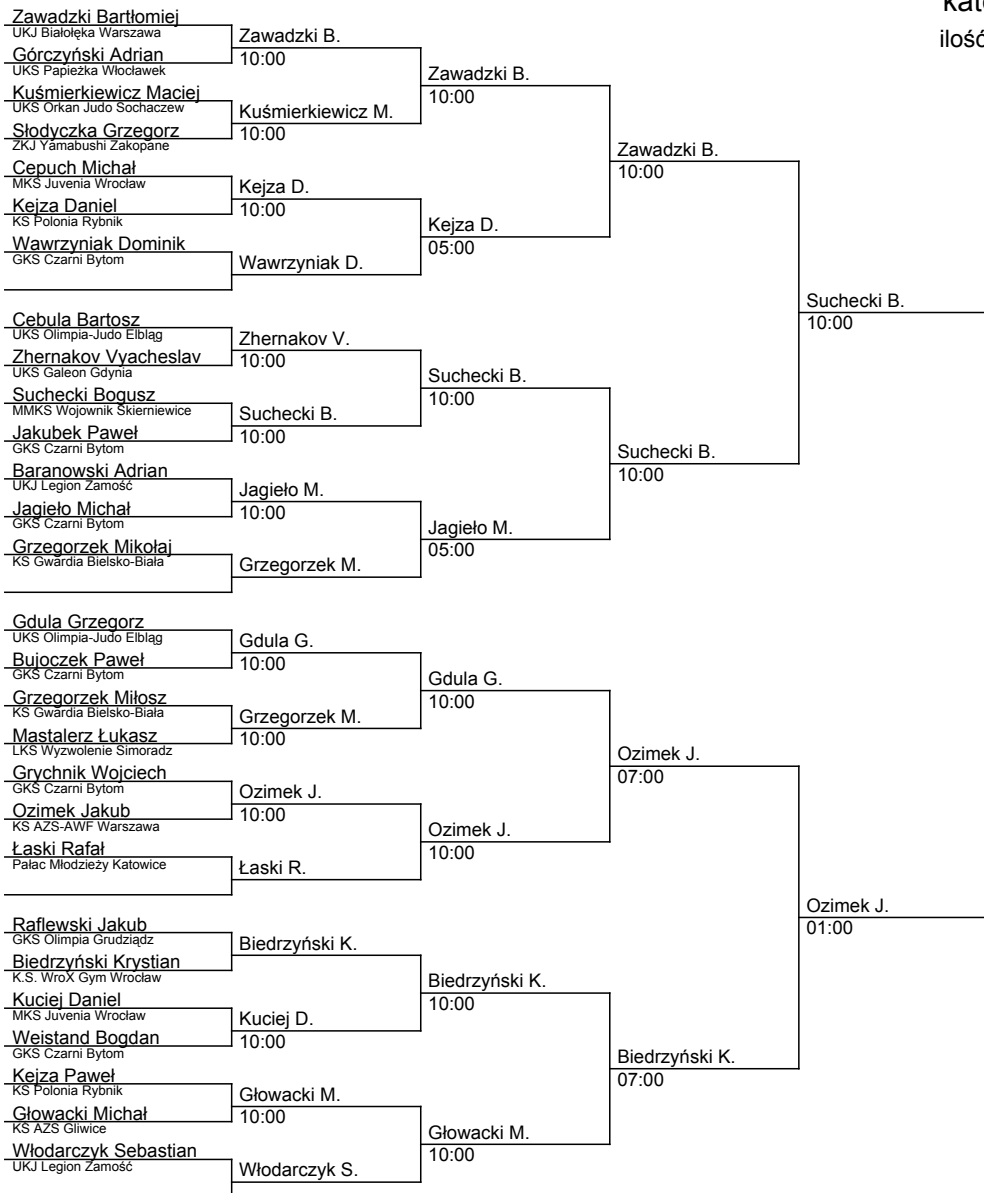 kate
ilość
Zawadzki Bartłomiej
UKJ Białołęka Warszawa
Górczyński Adrian
UKS Papieżka Włocławek
Kuśmierkiewicz Maciej
UKS Orkan Judo Sochaczew
Słodyczka Grzegorz
ZKJ Yamabushi Zakopane
Cepuch Michał
MKS Juvenia Wrocław
Kejza Daniel
KS Polonia Rybnik
Wawrzyniak Dominik
GKS Czarni Bytom
Cebula Bartosz
UKS Olimpia-Judo Elbląg
Zhernakov Vyacheslav
UKS Galeon Gdynia
Suchecki Bogusz
MMKS Wojownik Skierniewice
Jakubek Paweł
GKS Czarni Bytom
Baranowski Adrian
UKJ Legion Zamość
Jagieło Michał
GKS Czarni Bytom
Grzegorzek Mikołaj
KS Gwardia Bielsko-Biała
Gdula Grzegorz
UKS Olimpia-Judo Elbląg
Bujoczek Paweł
GKS Czarni Bytom
Grzegorzek Miłosz
KS Gwardia Bielsko-Biała
Mastalerz Łukasz
LKS Wyzwolenie Simoradz
Grychnik Wojciech
GKS Czarni Bytom
Ozimek Jakub
KS AZS-AWF Warszawa
Łaski Rafał
Pałac Młodzieży Katowice
Raflewski Jakub
GKS Olimpia Grudziądz
Biedrzyński Krystian
K.S. WroX Gym Wrocław
Kuciej Daniel
MKS Juvenia Wrocław
Weistand Bogdan
GKS Czarni Bytom
Kejza Paweł
KS Polonia Rybnik
Głowacki Michał
KS AZS Gliwice
Włodarczyk Sebastian
UKJ Legion Zamość
Zawadzki B.
10:00
Kuśmierkiewicz M.
10:00
Kejza D.
10:00
Wawrzyniak D.
Zhernakov V.
10:00
Suchecki B.
10:00
Jagieło M.
10:00
Grzegorzek M.
Gdula G.
10:00
Grzegorzek M.
10:00
Ozimek J.
10:00
Łaski R.
Biedrzyński K.
Kuciej D.
10:00
Głowacki M.
10:00
Włodarczyk S.
Zawadzki B.
10:00
Kejza D.
05:00
Suchecki B.
10:00
Jagieło M.
05:00
Gdula G.
10:00
Ozimek J.
10:00
Biedrzyński K.
10:00
Głowacki M.
10:00
Zawadzki B.
10:00
Suchecki B.
10:00
Ozimek J.
07:00
Biedrzyński K.
07:00
Suchecki B.
10:00
Ozimek J.
01:00